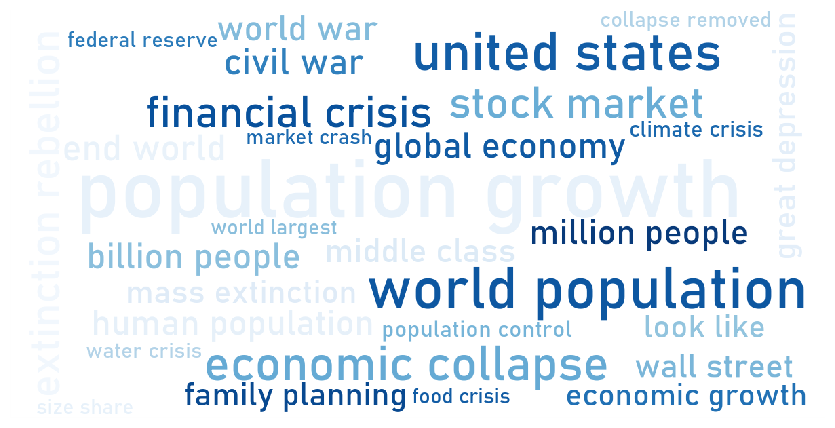 collapse removed
world war
federal reserve
civil war
united states
financial crisis
stock market
market crash
global economy
climate crisis
end world
extinction rebellion
great depression
population growth
world largest
million people
billion people
middle class
world population
mass extinction
human population
population control
look like
water crisis
economic collapse
wall street
family planning
food crisis
economic growth
size share